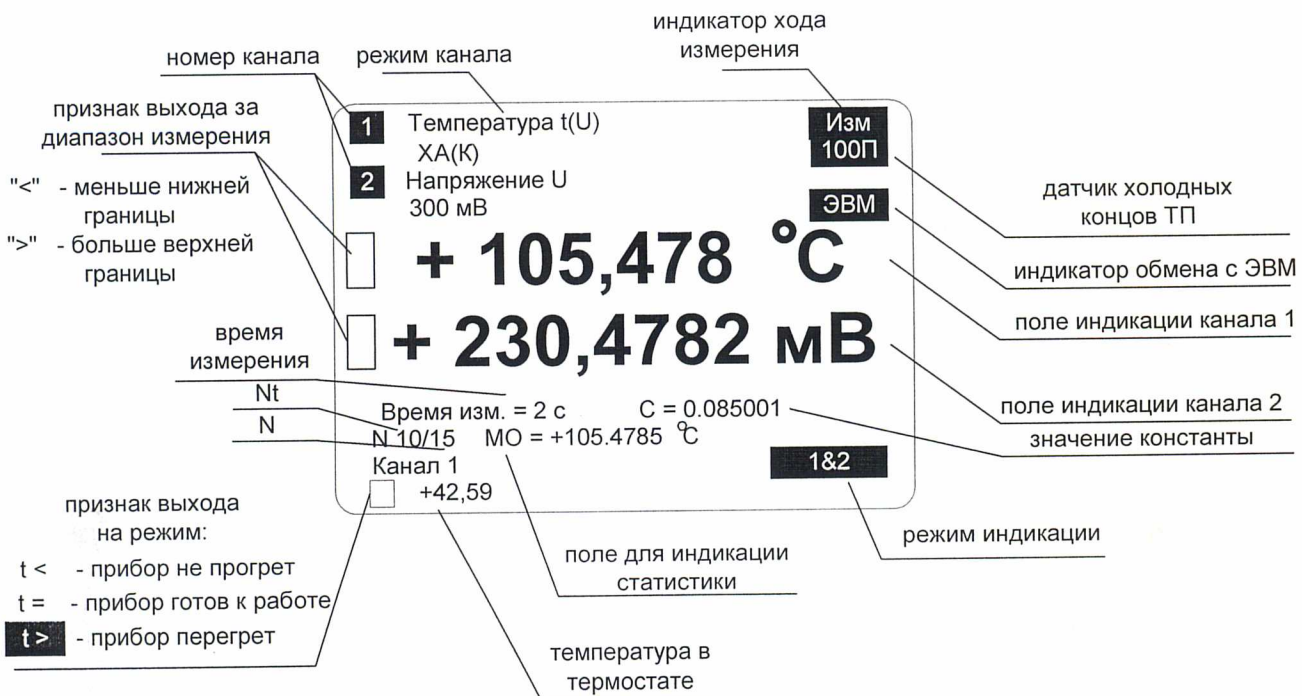 индикатор хода
измерения
номер канала
режим канала
признак выхода за
диапазон измерения
"<" - меньше нижней
границы
">" - больше верхней
границы
1 Температура t(U)
ХА(К)
2 Напряжение U
300 мВ
Изм
100П
ЭВМ
+ 105,478 °C
+ 230,4782 мВ
датчик холодных
концов ТП
индикатор обмена с ЭВМ
поле индикации канала 1
поле индикации канала 2
значение константы
время
измерения
Nt
N
Время изм. = 2 с C = 0.085001
N 10/15 МО = +105.4785 °C
Канал 1
+42,59
1&2
режим индикации
признак выхода
на режим:
t < - прибор не прогрет
t = - прибор готов к работе
t > - прибор перегрет
поле для индикации
статистики
температура в
термостате